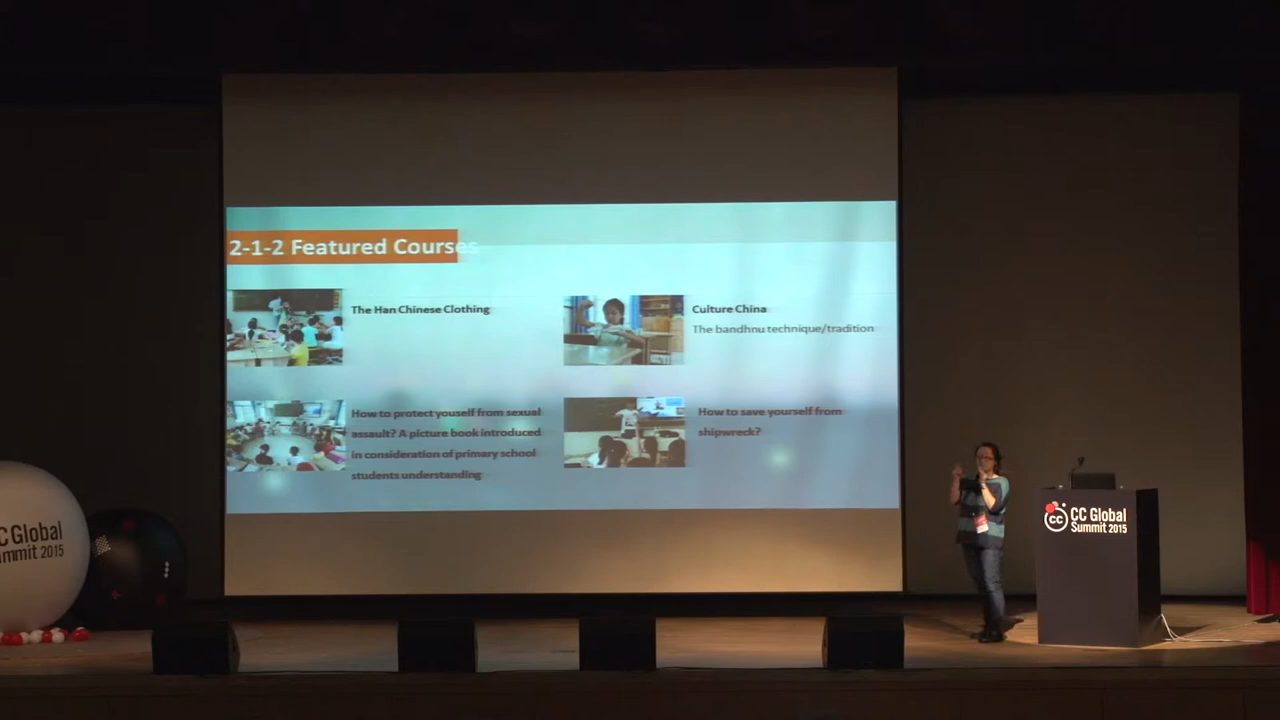 2-1-2 Featured Courses
The Han Chinese Clothing
Culture China
The bandhnu technique/tradition
How to protect youself from sexual
assault? A picture book introduced
in consideration of primary school
students understanding
How to save yourself from
shipwreck?
CC Global
Summit 2015
cc
C Global
mmit 2015